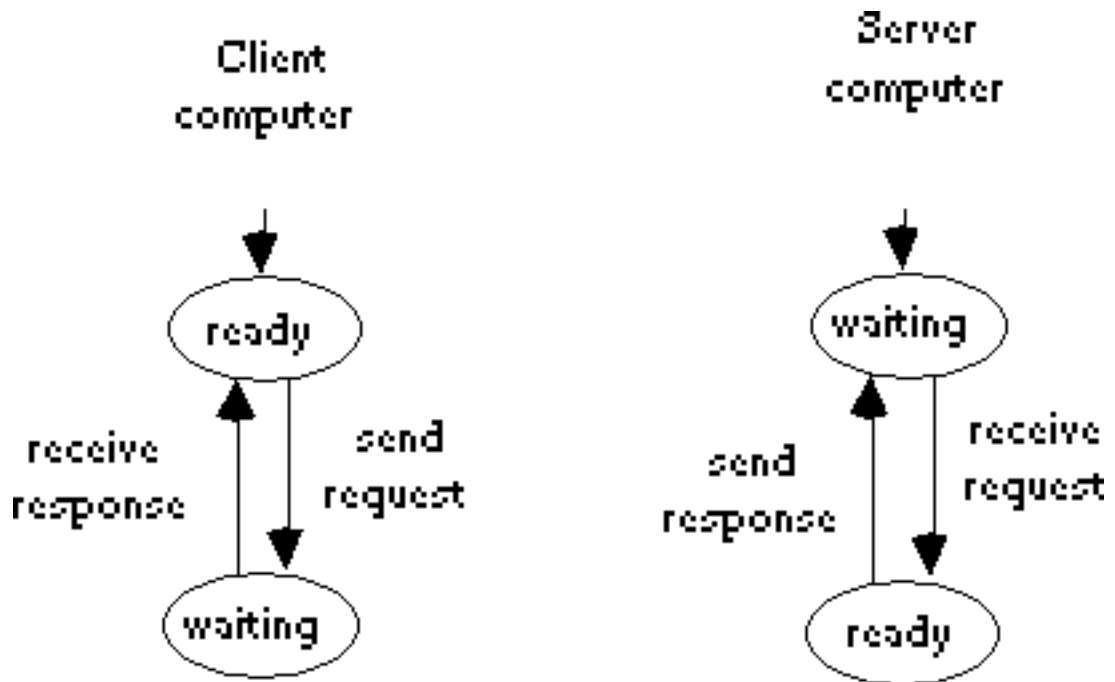 Client
computer
Server
computer
ready
receive
response
send
request
waiting
waiting
send
response
receive
request
ready